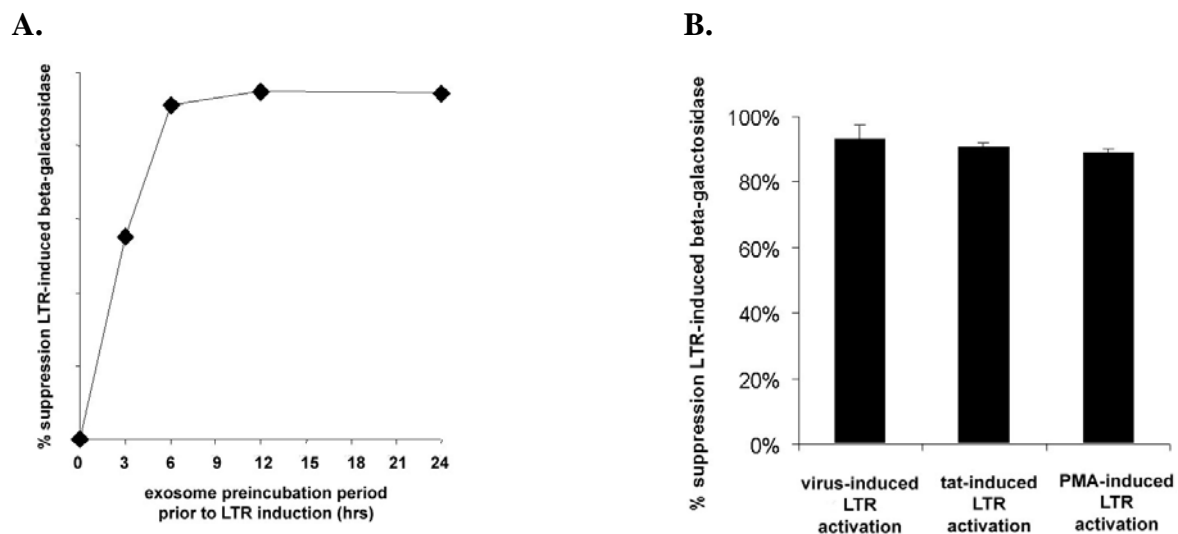 A.
% suppression LTR-induced beta-galactosidase
0 3 6 9 12 15 18 21 24
exosome preincubation period
prior to LTR induction (hrs)
B.
% suppression LTR-induced beta-galactosidase
100%
80%
60%
40%
20%
0%
virus-induced
LTR
activation
tat-induced
LTR
activation
PMA-induced
LTR
activation